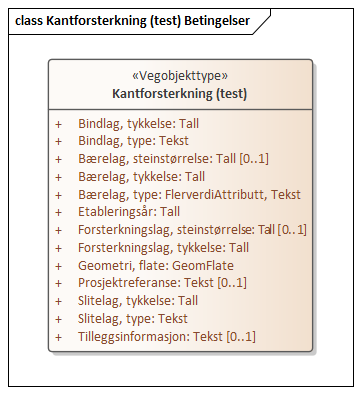 class Kantforsterkning (test) Betingelser
«Vegobjekttype»
Kantforsterkning (test)
+ Bindlag, tykkelse: Tall
+ Bindlag, type: Tekst
+ Bærelag, steinstørrelse: Tall [0..1]
+ Bærelag, tykkelse: Tall
+ Bærelag, type: FlerverdiAttributt, Tekst
+ Etableringsår: Tall
+ Forsterkningslag, steinstørrelse: Tall [0..1]
+ Forsterkningslag, tykkelse: Tall
+ Geometri, flate: GeomFlate
+ Prosjektreferanse: Tekst [0..1]
+ Slitelag, tykkelse: Tall
+ Slitelag, type: Tekst
+ Tilleggsinformasjon: Tekst [0..1]